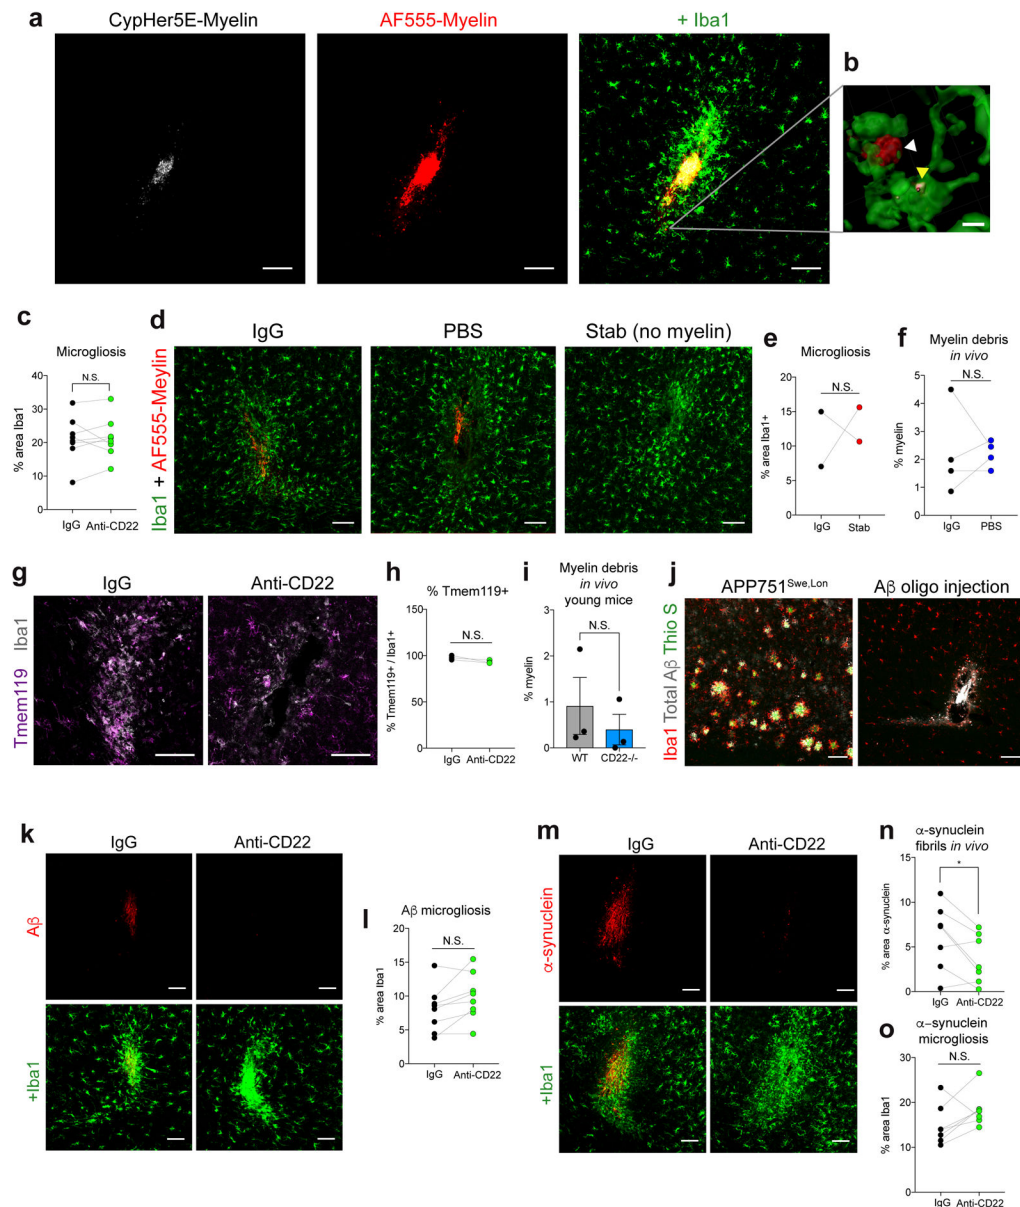 a
CypHer5E-Myelin
AF555-Myelin
+ Iba1
b
c
Microgliosis
% area Iba1
40
30
20
10
0
N.S.
IgG
Anti-CD22
d
IgG
PBS
Stab (no myelin)
Iba1 + AF555-Meylin
e
Microgliosis
% area Iba1+
20
15
10
5
0
N.S.
IgG
Stab
f
Myelin debris
in vivo
% myelin
5
4
3
2
1
0
N.S.
IgG
PBS
g
IgG
Anti-CD22
Tmem119 Iba1
h
% Tmem119+
% Tmem119+ / Iba1+
150
100
50
0
N.S.
IgG
Anti-CD22
i
Myelin debris
in vivo
young mice
% myelin
3
2
1
0
N.S.
WT
CD22-/-
j
APP751Swe,Lon
Aβ oligo injection
Iba1 Total Aβ Thio S
k
IgG
Anti-CD22
Aβ
+Iba1
l
Aβ microgliosis
% area Iba1
20
15
10
5
0
N.S.
IgG
Anti-CD22
m
IgG
Anti-CD22
α-synuclein
+Iba1
n
α-synuclein
fibrils in vivo
% area α-synuclein
15
10
5
0
*
IgG
Anti-CD22
o
α-synuclein
microgliosis
% area Iba1
30
20
10
0
N.S.
IgG
Anti-CD22